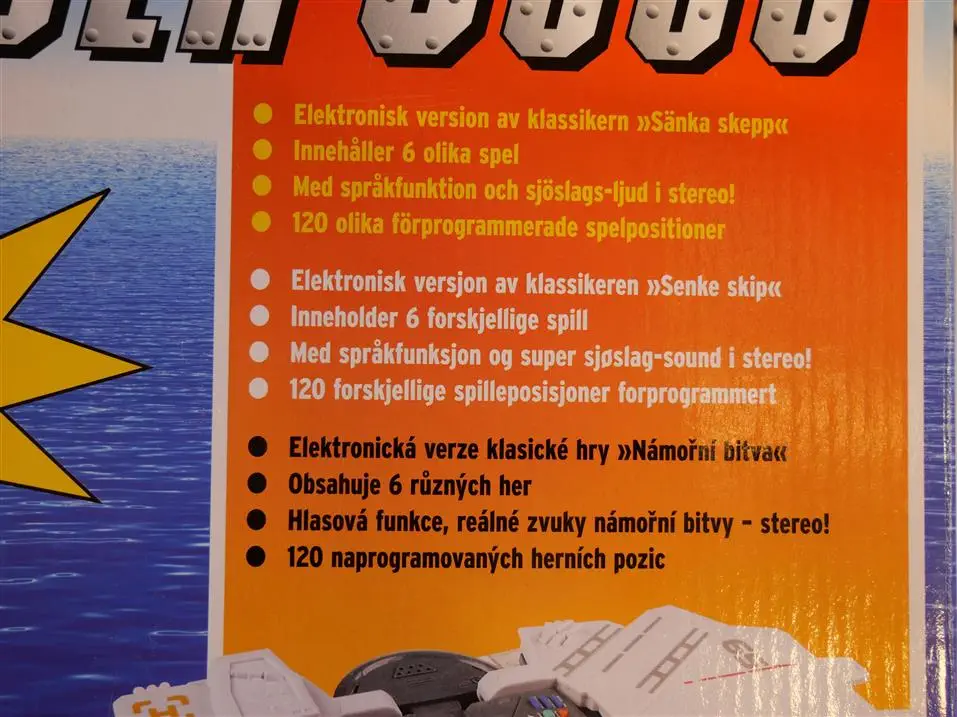 Elektronisk version av klassikern »Sänka skepp«
Innehåller 6 olika spel
Med språkfunktion och sjöslags-ljud i stereo!
120 olika förprogrammerade spelpositioner
Elektronisk versjon av klassikeren »Senke skip«
Inneholder 6 forskjellige spill
Med språkfunksjon og super sjøslag-sound i stereo!
120 forskjellige spilleposisjoner forprogrammert
Elektronická verze klasické hry »Námořní bitva«
Obsahuje 6 různých her
Hlasová funkce, reálné zvuky námořní bitvy – stereo!
120 naprogramovaných herních pozic